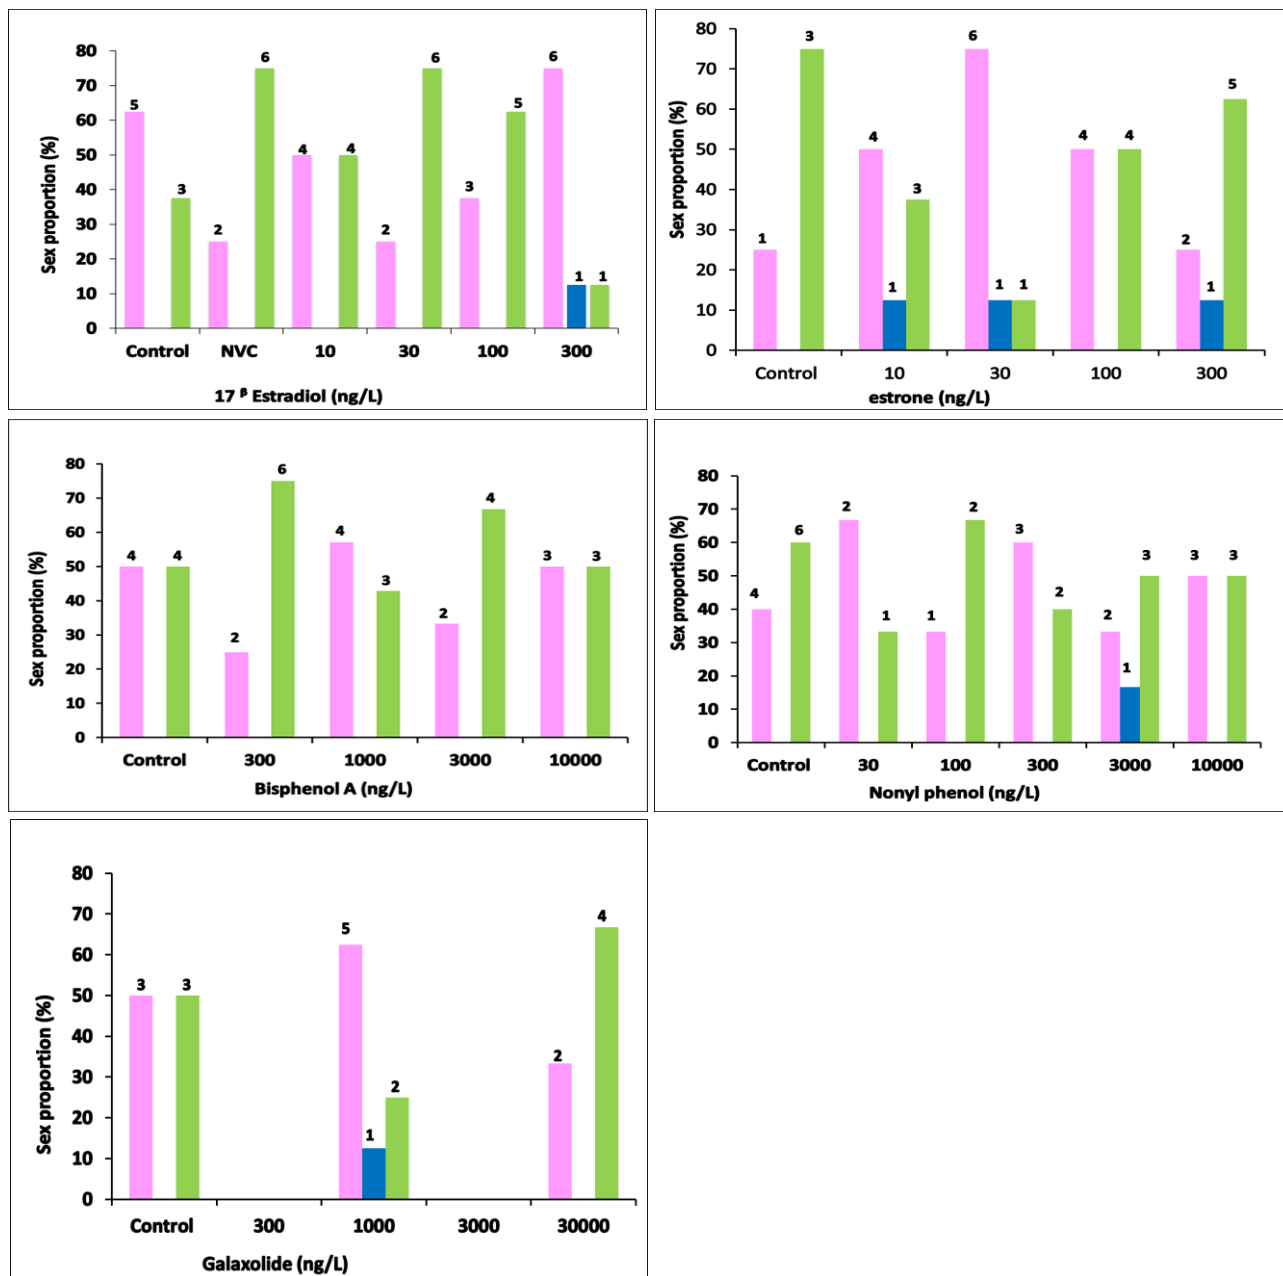 80
70
60
50
40
30
20
10
0
Sex proportion (%)
5 3 2 6 4 4 2 6 3 5 6 1 1
Control NVC 10 30 100 300
17 β Estradiol (ng/L)
80
70
60
50
40
30
20
10
0
Sex proportion (%)
1 3 4 1 3 6 1 1 4 4 2 1 5
Control 10 30 100 300
estrone (ng/L)
80
70
60
50
40
30
20
10
0
Sex proportion (%)
4 4 2 6 4 3 2 4 3 3
Control 300 1000 3000 10000
Bisphenol A (ng/L)
80
70
60
50
40
30
20
10
0
Sex proportion (%)
4 6 2 1 1 2 3 2 2 1 3 3 3
Control 30 100 300 3000 10000
Nonyl phenol (ng/L)
80
70
60
50
40
30
20
10
0
Sex proportion (%)
3 3 5 1 2 2 4
Control 300 1000 3000 30000
Galaxolide (ng/L)